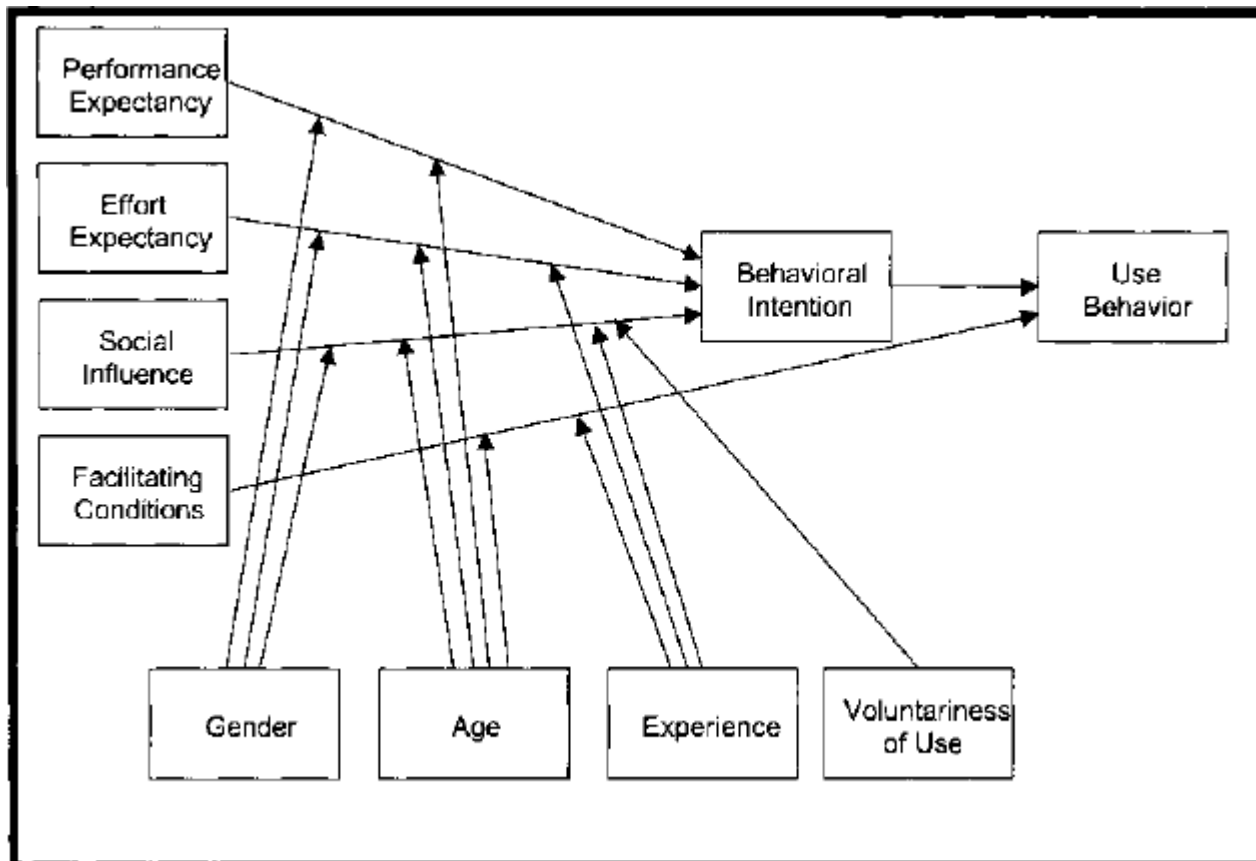 Performance
Expectancy
Effort
Expectancy
Social
Influence
Facilitating
Conditions
Behavioral
Intention
Use
Behavior
Gender
Age
Experience
Voluntariness
of Use